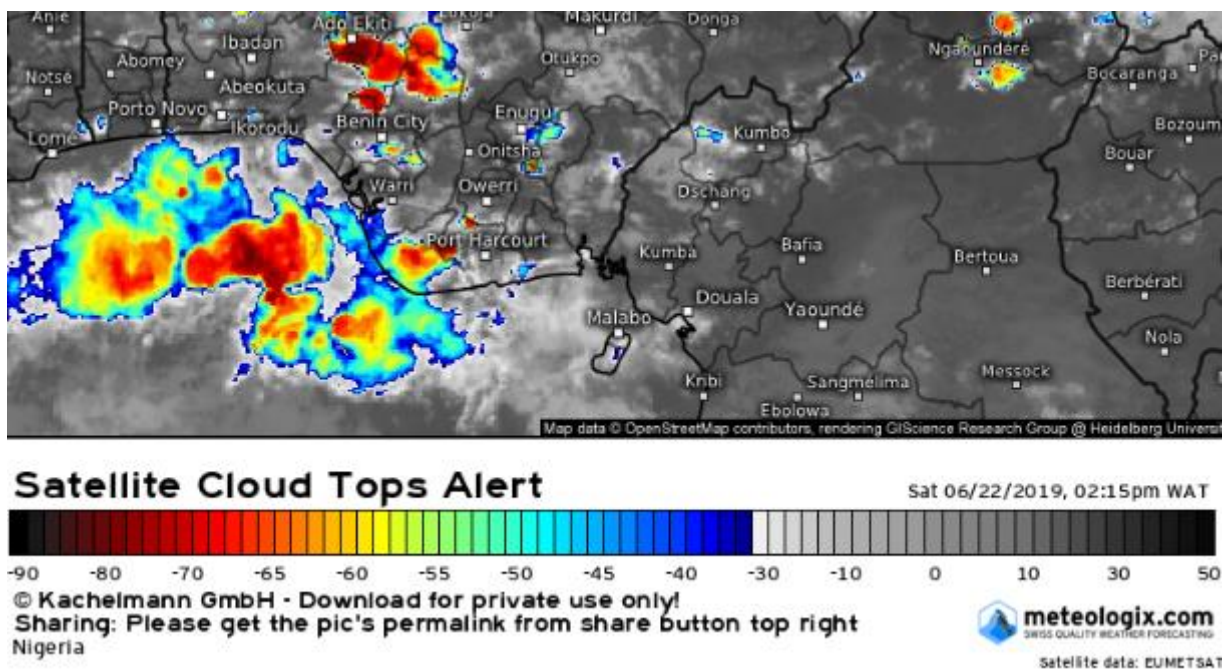 Anie
Ado Ekiti
Lokoja
Makurdi
Donga
Ibadan
Ngaoundéré
Abomey
Otukpo
Bocaranga
Notsé
Abeokuta
Porto Novo
Enugu
Ikorodu
Benin City
Kumbo
Bozoum
Lome
Onitsha
Bouar
Warri
Owerri
Dschang
Port Harcourt
Kumba
Bafia
Bertoua
Berbérati
Douala
Malabo
Yaoundé
Nola
Messock
Kribi
Sangmelima
Ebolowa
Map data © OpenStreetMap contributors, rendering GIScience Research Group @ Heidelberg Universit
Satellite Cloud Tops Alert
Sat 06/22/2019, 02:15pm WAT
-90 -80 -70 -65 -60 -55 -50 -45 -40 -30 -10 0 10 30 50
© Kachelmann GmbH - Download for private use only!
Sharing: Please get the pic's permalink from share button top right
Nigeria
meteologix.com
SWISS QUALITY WEATHER FORECASTING
Satellite data: EUMETSAT